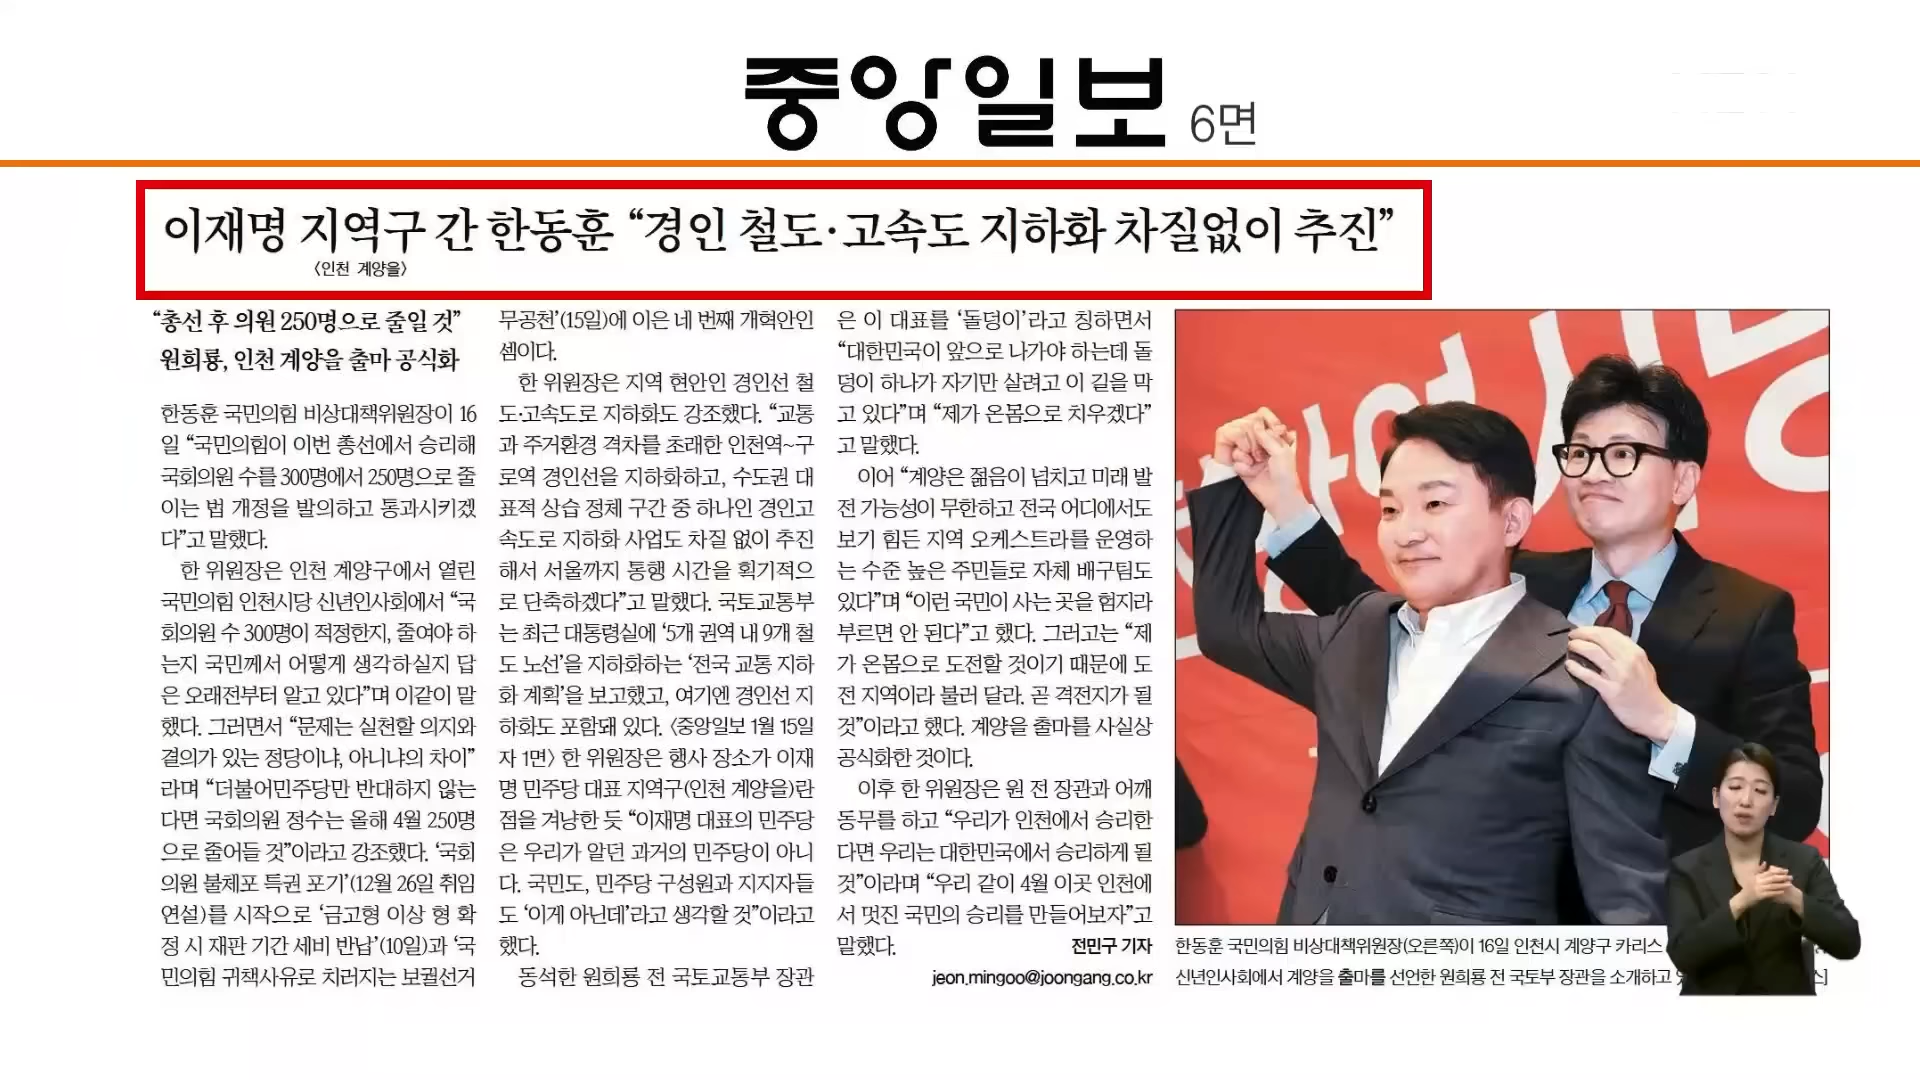 중앙일보 6면
이재명 지역구 간 한동훈 “경인 철도·고속도 지하화 차질없이 추진”
〈인천 계양을〉
“총선 후 의원 250명으로 줄일 것”
원희룡, 인천 계양을 출마 공식화
한동훈 국민의힘 비상대책위원장이 16
일 “국민의힘이 이번 총선에서 승리해
국회의원 수를 300명에서 250명으로 줄
이는 법 개정을 발의하고 통과시키겠
다”고 말했다.
한 위원장은 인천 계양구에서 열린
국민의힘 인천시당 신년인사회에서 “국
회의원 수 300명이 적정한지, 줄여야 하
는지 국민께서 어떻게 생각하실지 답
은 오래전부터 알고 있다”며 이같이 말
했다. 그러면서 “문제는 실천할 의지와
결의가 있는 정당이냐, 아니냐의 차이”
라며 “더불어민주당만 반대하지 않는
다면 국회의원 정수는 올해 4월 250명
으로 줄어들 것”이라고 강조했다. ‘국회
의원 불체포 특권 포기’(12월 26일 취임
연설)를 시작으로 ‘금고형 이상 형 확
정 시 재판 기간 세비 반납’(10일)과 ‘국
민의힘 귀책사유로 치러지는 보궐선거
무공천’(15일)에 이은 네 번째 개혁안인
셈이다.
한 위원장은 지역 현안인 경인선 철
도·고속도로 지하화도 강조했다. “교통
과 주거환경 격차를 초래한 인천역~구
로역 경인선을 지하화하고, 수도권 대
표적 상습 정체 구간 중 하나인 경인고
속도로 지하화 사업도 차질 없이 추진
해서 서울까지 통행 시간을 획기적으
로 단축하겠다”고 말했다. 국토교통부
는 최근 대통령실에 ‘5개 권역 내 9개 철
도 노선’을 지하화하는 ‘전국 교통 지하
화 계획’을 보고했고, 여기엔 경인선 지
하화도 포함돼 있다. 〈중앙일보 1월 15일
자 1면〉 한 위원장은 행사 장소가 이재
명 민주당 대표 지역구(인천 계양을)란
점을 겨냥한 듯 “이재명 대표의 민주당
은 우리가 알던 과거의 민주당이 아니
다. 국민도, 민주당 구성원과 지지자들
도 ‘이게 아닌데’라고 생각할 것”이라고
했다.
동석한 원희룡 전 국토교통부 장관
은 이 대표를 ‘돌덩이’라고 칭하면서
“대한민국이 앞으로 나가야 하는데 돌
덩이 하나가 자기만 살려고 이 길을 막
고 있다”며 “제가 온몸으로 치우겠다”
고 말했다.
이어 “계양은 젊음이 넘치고 미래 발
전 가능성이 무한하고 전국 어디에서도
보기 힘든 지역 오케스트라를 운영하
는 수준 높은 주민들로 자체 배구팀도
있다”며 “이런 국민이 사는 곳을 험지라
부르면 안 된다”고 했다. 그러고는 “제
가 온몸으로 도전할 것이기 때문에 도
전 지역이라 불러 달라. 곧 격전지가 될
것”이라고 했다. 계양을 출마를 사실상
공식화한 것이다.
이후 한 위원장은 원 전 장관과 어깨
동무를 하고 “우리가 인천에서 승리한
다면 우리는 대한민국에서 승리하게 될
것”이라며 “우리 같이 4월 이곳 인천에
서 멋진 국민의 승리를 만들어보자”고
말했다. 전민구 기자
jeon.mingoo@joongang.co.kr
한동훈 국민의힘 비상대책위원장(오른쪽)이 16일 인천시 계양구 카리스
신년인사회에서 계양을 출마를 선언한 원희룡 전 국토부 장관을 소개하고